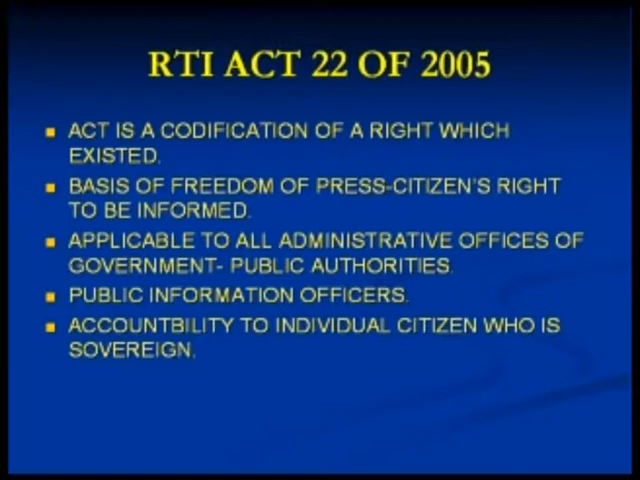 RTI ACT 22 OF 2005
ACT IS A CODIFICATION OF A RIGHT WHICH
EXISTED.
BASIS OF FREEDOM OF PRESS-CITIZEN'S RIGHT
TO BE INFORMED.
APPLICABLE TO ALL ADMINISTRATIVE OFFICES OF
GOVERNMENT- PUBLIC AUTHORITIES.
PUBLIC INFORMATION OFFICERS.
ACCOUNTBILITY TO INDIVIDUAL CITIZEN WHO IS
SOVEREIGN.